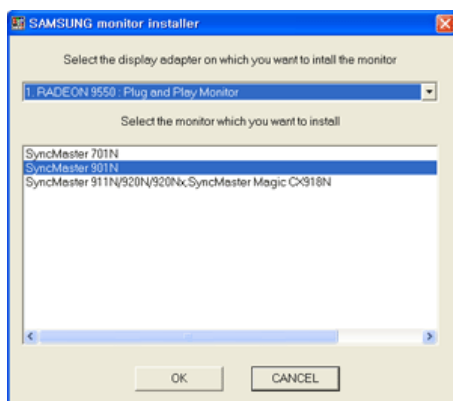 SAMSUNG monitor installer
Select the display adapter on which you want to intall the monitor
1. RADEON 9550 : Plug and Play Monitor
Select the monitor which you want to install
SyncMaster 701N
SyncMaster 901N
SyncMaster 911N/920N/920Nx,SyncMaster Magic CX918N
OK
CANCEL